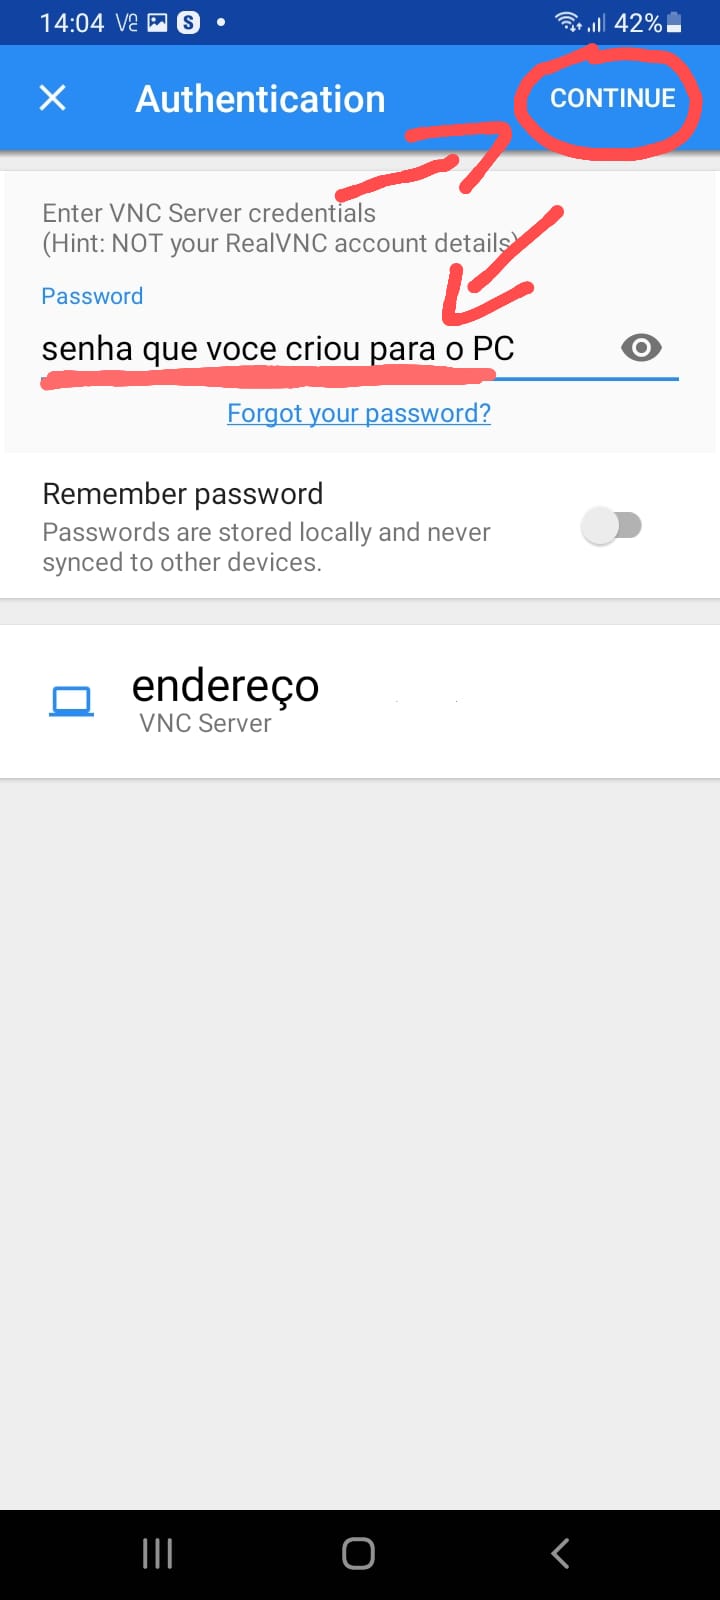 14:04 S 42%
Authentication CONTINUE
Enter VNC Server credentials
(Hint: NOT your RealVNC account details)
Password
senha que voce criou para o PC
Forgot your password?
Remember password
Passwords are stored locally and never
synced to other devices.
endereço
VNC Server